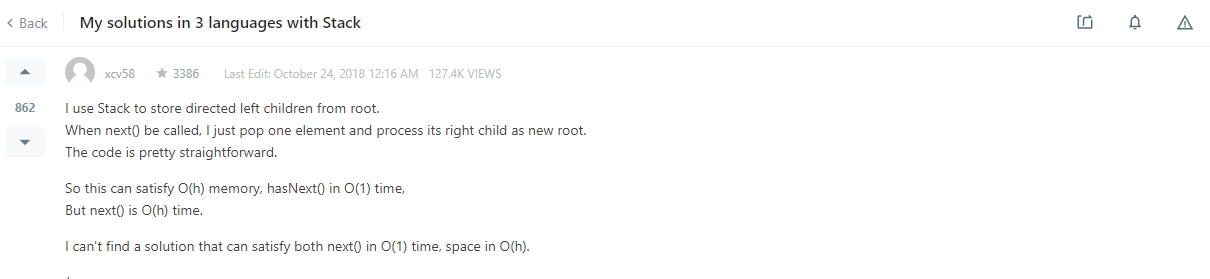 Back
My solutions in 3 languages with Stack
xcv58 3386 Last Edit: October 24, 2018 12:16 AM 127.4K VIEWS
862
I use Stack to store directed left children from root.
When next() be called, I just pop one element and process its right child as new root.
The code is pretty straightforward.
So this can satisfy O(h) memory, hasNext() in O(1) time,
But next() is O(h) time.
I can't find a solution that can satisfy both next() in O(1) time, space in O(h).